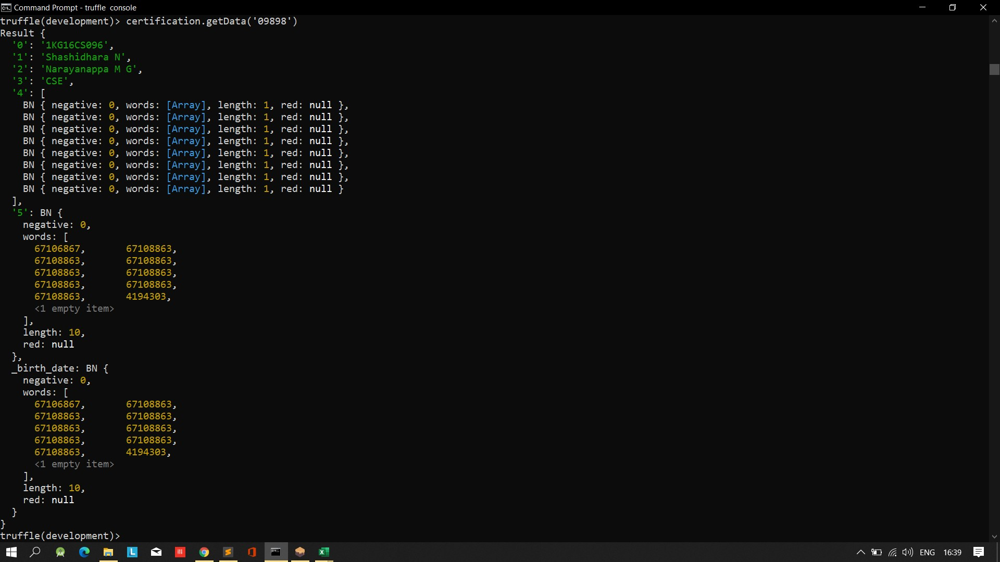 Command Prompt - truffle  console
truffle(development)> certification.getData('09898')
Result {
  '0': '1KG16CS096',
  '1': 'Shashidhara N',
  '2': 'Narayanappa M G',
  '3': 'CSE',
  '4': [
    BN { negative: 0, words: [Array], length: 1, red: null },
    BN { negative: 0, words: [Array], length: 1, red: null },
    BN { negative: 0, words: [Array], length: 1, red: null },
    BN { negative: 0, words: [Array], length: 1, red: null },
    BN { negative: 0, words: [Array], length: 1, red: null },
    BN { negative: 0, words: [Array], length: 1, red: null },
    BN { negative: 0, words: [Array], length: 1, red: null },
    BN { negative: 0, words: [Array], length: 1, red: null }
  ],
  '5': BN {
    negative: 0,
    words: [
      67106867,       67108863,
      67108863,       67108863,
      67108863,       67108863,
      67108863,       67108863,
      67108863,       4194303,
      <1 empty item>
    ],
    length: 10,
    red: null
  },
  _birth_date: BN {
    negative: 0,
    words: [
      67106867,       67108863,
      67108863,       67108863,
      67108863,       67108863,
      67108863,       67108863,
      67108863,       4194303,
      <1 empty item>
    ],
    length: 10,
    red: null
  }
}
truffle(development)>
L
ENG 16:39